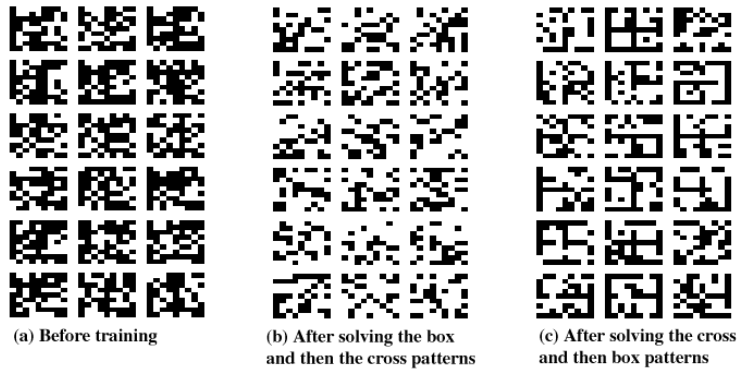 (a) Before training
(b) After solving the box
and then the cross patterns
(c) After solving the cross
and then box patterns